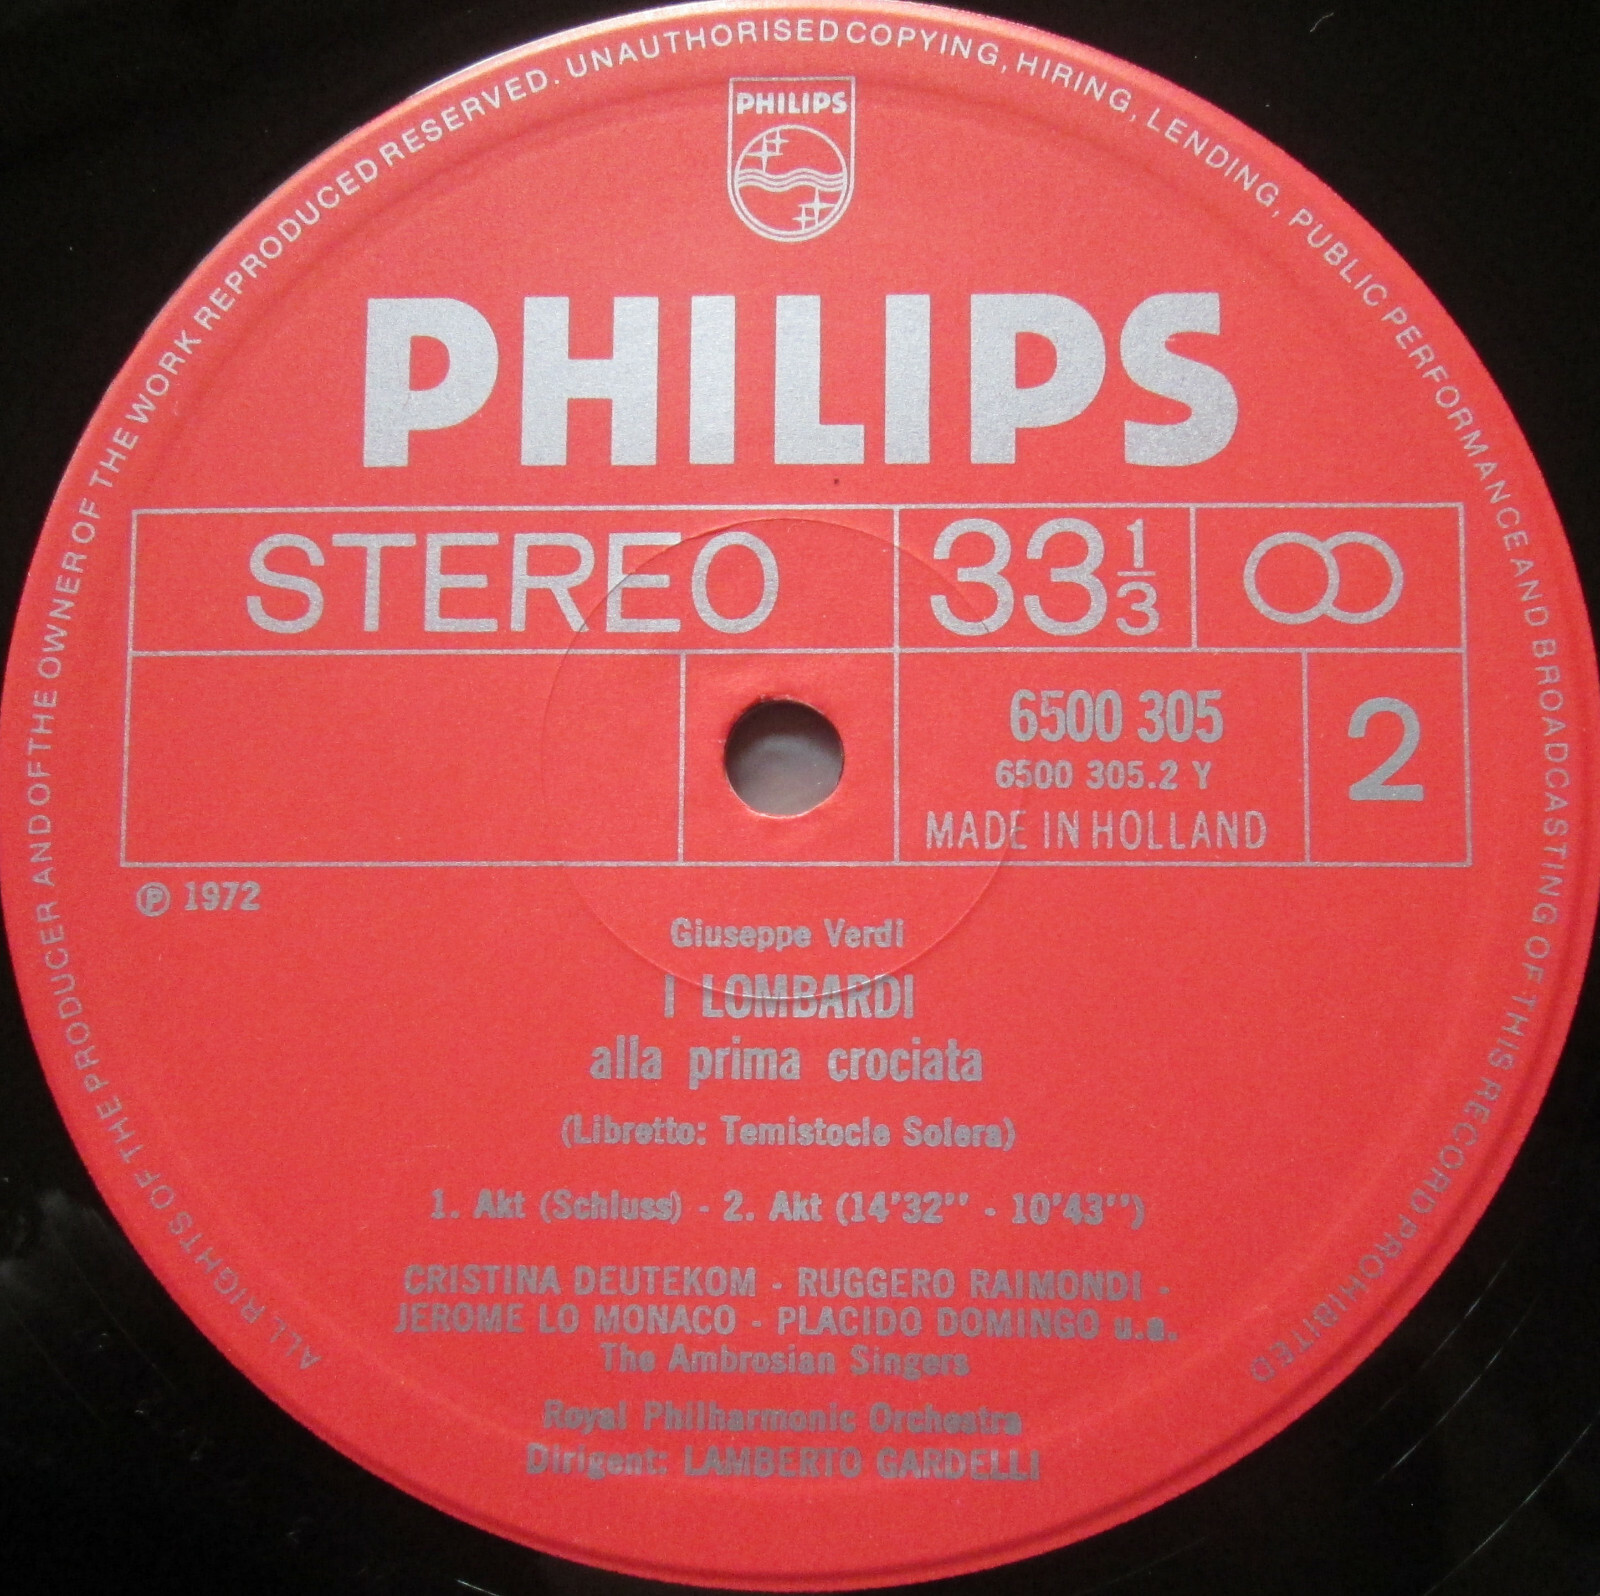 ALL RIGHTS OF THE PRODUCER AND OF THE OWNER OF THE WORK REPRODUCED RESERVED. UNAUTHORISED COPYING, HIRING, LENDING, PUBLIC PERFORMANCE AND BROADCASTING OF THIS RECORD PROHIBITED
PHILIPS
PHILIPS
STEREO 33 1/3
6500 305
6500 305.2 Y
MADE IN HOLLAND
2
℗ 1972
Giuseppe Verdi
I LOMBARDI
alla prima crociata
(Libretto: Temistocle Solera)
1. Akt (Schluss) - 2. Akt (14'32'' - 10'43'')
CRISTINA DEUTEKOM - RUGGERO RAIMONDI -
JEROME LO MONACO - PLACIDO DOMINGO u.a.
The Ambrosian Singers
Royal Philharmonic Orchestra
Dirigent: LAMBERTO GARDELLI